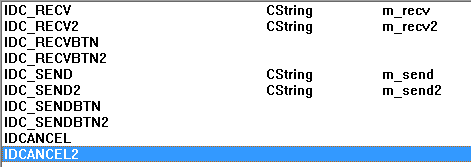 IDC_RECV CString m_recv
IDC_RECV2 CString m_recv2
IDC_RECVBTN
IDC_RECVBTN2
IDC_SEND CString m_send
IDC_SEND2 CString m_send2
IDC_SENDBTN
IDC_SENDBTN2
IDCANCEL
IDCANCEL2